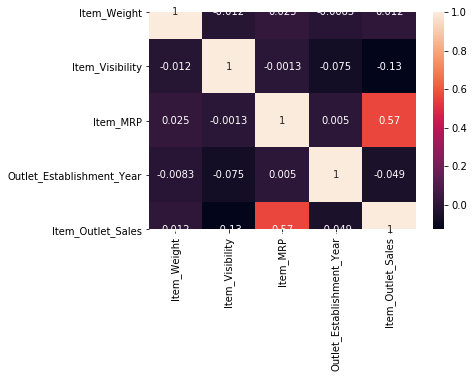 Item_Weight 1 -0.012 0.025 -0.0083 0.012
Item_Visibility -0.012 1 -0.0013 -0.075 -0.13
Item_MRP 0.025 -0.0013 1 0.005 0.57
Outlet_Establishment_Year -0.0083 -0.075 0.005 1 -0.049
Item_Outlet_Sales 0.012 -0.13 0.57 -0.049 1
Item_Weight
Item_Visibility
Item_MRP
Outlet_Establishment_Year
Item_Outlet_Sales
1.0
0.8
0.6
0.4
0.2
0.0